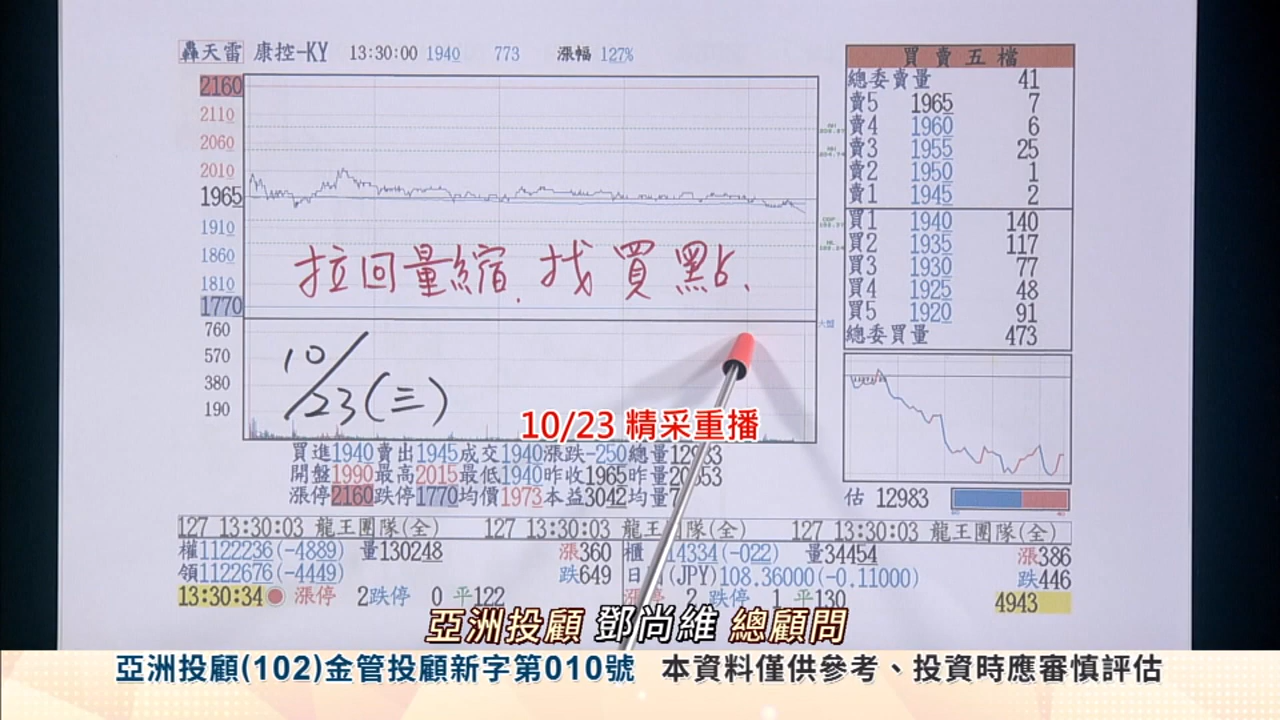 轟天雷 康控-KY 13:30:00 1940 773 漲幅 127%
2160
2110
2060
2010
1965
1910
1860
1810
1770
760
570
380
190
拉回量縮.找買點.
10/23(三)
買賣五檔
總委賣量 41
賣5 1965 7
賣4 1960 6
賣3 1955 25
賣2 1950 1
賣1 1945 2
買1 1940 140
買2 1935 117
買3 1930 77
買4 1925 48
買5 1920 91
總委買量 473
大盤
估 12983
10/23 精采重播
買進1940賣出1945成交1940漲跌-250總量12983
開盤1990最高2015最低1940昨收1965昨量20
漲停2160跌停1770均價1973本益3042均量
127 13:30:03 龍王團隊(全) 127 13:30:03 龍王團隊(全) 127 13:30:03 龍王團隊(全)
權1122236(-4889) 量130248 漲360 櫃 14334(-022) 量34454 漲386
領1122676(-4449) 跌649 日 (JPY)108.36000(-0.11000) 跌446
13:30:34 漲停 2跌停 0 平122 2 跌停 1 平130 4943
亞洲投顧 鄧尚維 總顧問
亞洲投顧(102)金管投顧新字第010號 本資料僅供參考、投資時應審慎評估